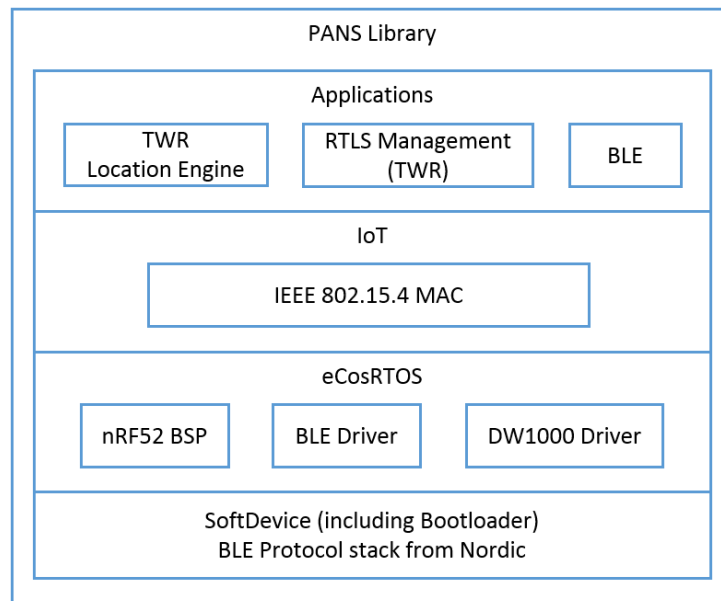 PANS Library
Applications
TWR
Location Engine
RTLS Management
(TWR)
BLE
IoT
IEEE 802.15.4 MAC
eCosRTOS
nRF52 BSP
BLE Driver
DW1000 Driver
SoftDevice (including Bootloader)
BLE Protocol stack from Nordic